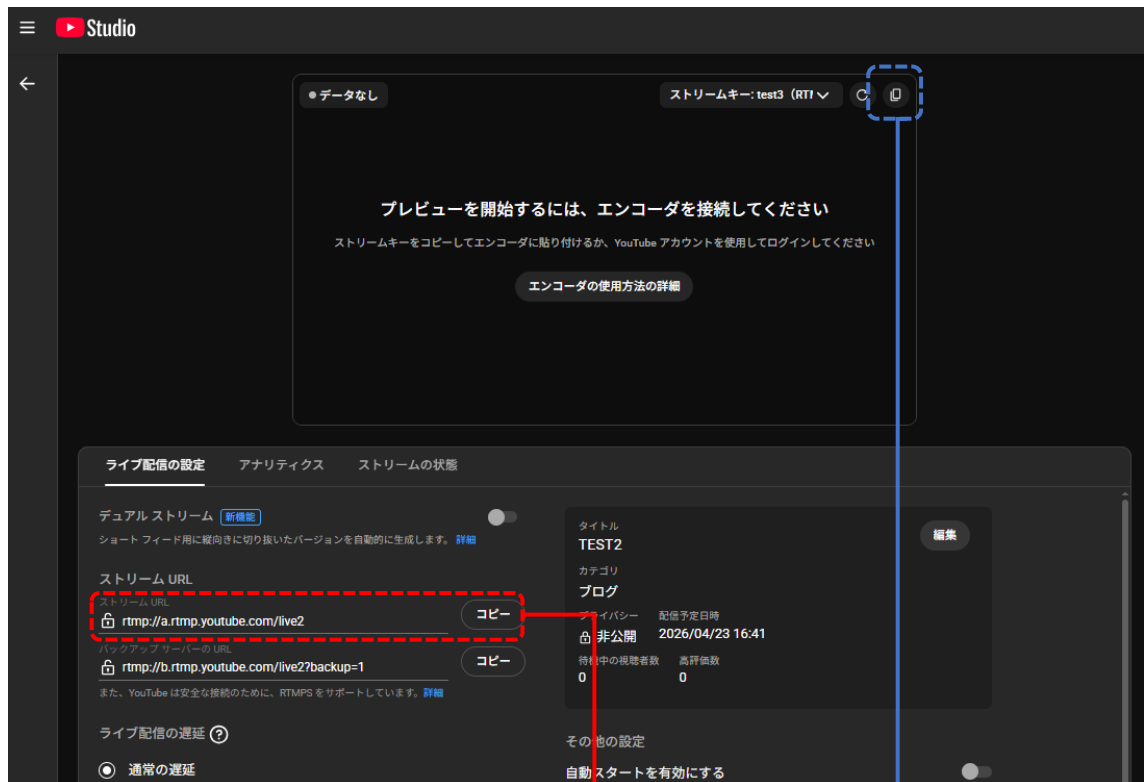 Studio
データなし
ストリームキー: test3（RTI
プレビューを開始するには、エンコーダを接続してください
ストリームキーをコピーしてエンコーダに貼り付けるか、YouTube アカウントを使用してログインしてください
エンコーダの使用方法の詳細
ライブ配信の設定 アナリティクス ストリームの状態
デュアル ストリーム 新機能
ショート フィード用に縦向きに切り抜いたバージョンを自動的に生成します。 詳細
ストリーム URL
ストリーム URL
rtmp://a.rtmp.youtube.com/live2 コピー
バックアップ サーバーの URL
rtmp://b.rtmp.youtube.com/live2?backup=1 コピー
また、YouTube は安全な接続のために、RTMPS をサポートしています。詳細
ライブ配信の遅延
通常の遅延
タイトル
TEST2
編集
カテゴリ
ブログ
プライバシー 配信予定日時
非公開 2026/04/23 16:41
待機中の視聴者数 高評価数
0 0
その他の設定
自動スタートを有効にする